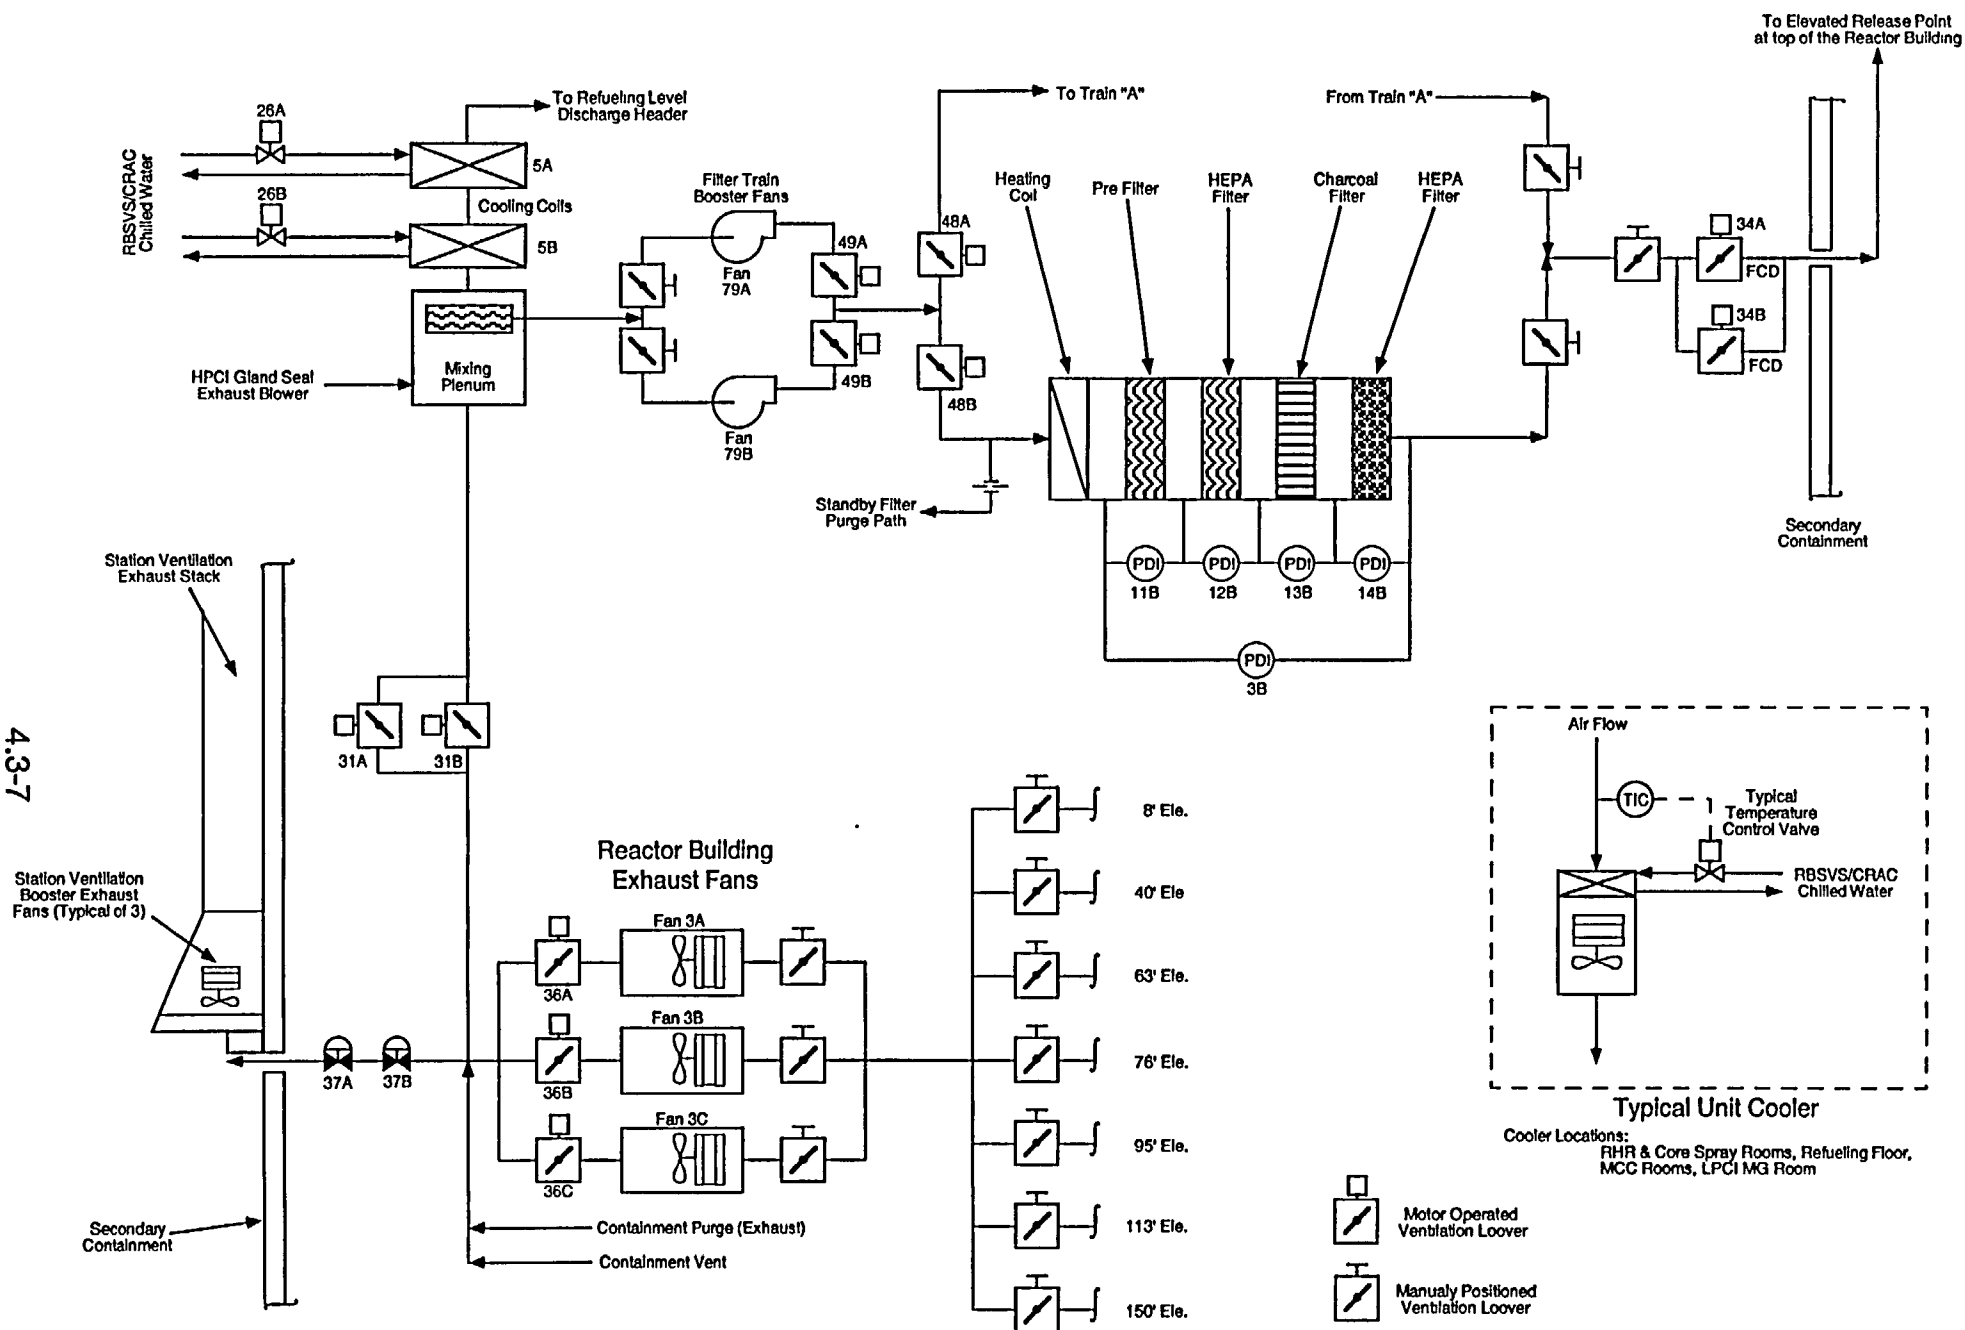 To Elevated Release Point
at top of the Reactor Building
To Refueling Level
Discharge Header
26A
5A
RBSVS/CRAC
Chilled Water
26B
Cooling Coils
5B
Mixing
Plenum
HPCI Gland Seal
Exhaust Blower
Filter Train
Booster Fans
Fan
79A
49A
49B
Fan
79B
To Train "A"
48A
48B
Standby Filter
Purge Path
Heating
Coil
Pre Filter
HEPA
Filter
Charcoal
Filter
HEPA
Filter
From Train "A"
34A
FCD
34B
FCD
Secondary
Containment
PDI
11B
PDI
12B
PDI
13B
PDI
14B
PDI
3B
Station Ventilation
Exhaust Stack
31A
31B
4.3-7
Station Ventilation
Booster Exhaust
Fans (Typical of 3)
37A
37B
Secondary
Containment
Reactor Building
Exhaust Fans
Fan 3A
36A
Fan 3B
36B
Fan 3C
36C
Containment Purge (Exhaust)
Containment Vent
8' Ele.
40' Ele
63' Ele.
76' Ele.
95' Ele.
113' Ele.
150' Ele.
Air Flow
TIC
Typical
Temperature
Control Valve
RBSVS/CRAC
Chilled Water
Typical Unit Cooler
Cooler Locations:
RHR & Core Spray Rooms, Refueling Floor,
MCC Rooms, LPCI MG Room
Motor Operated
Ventilation Loover
Manualy Positioned
Ventilation Loover